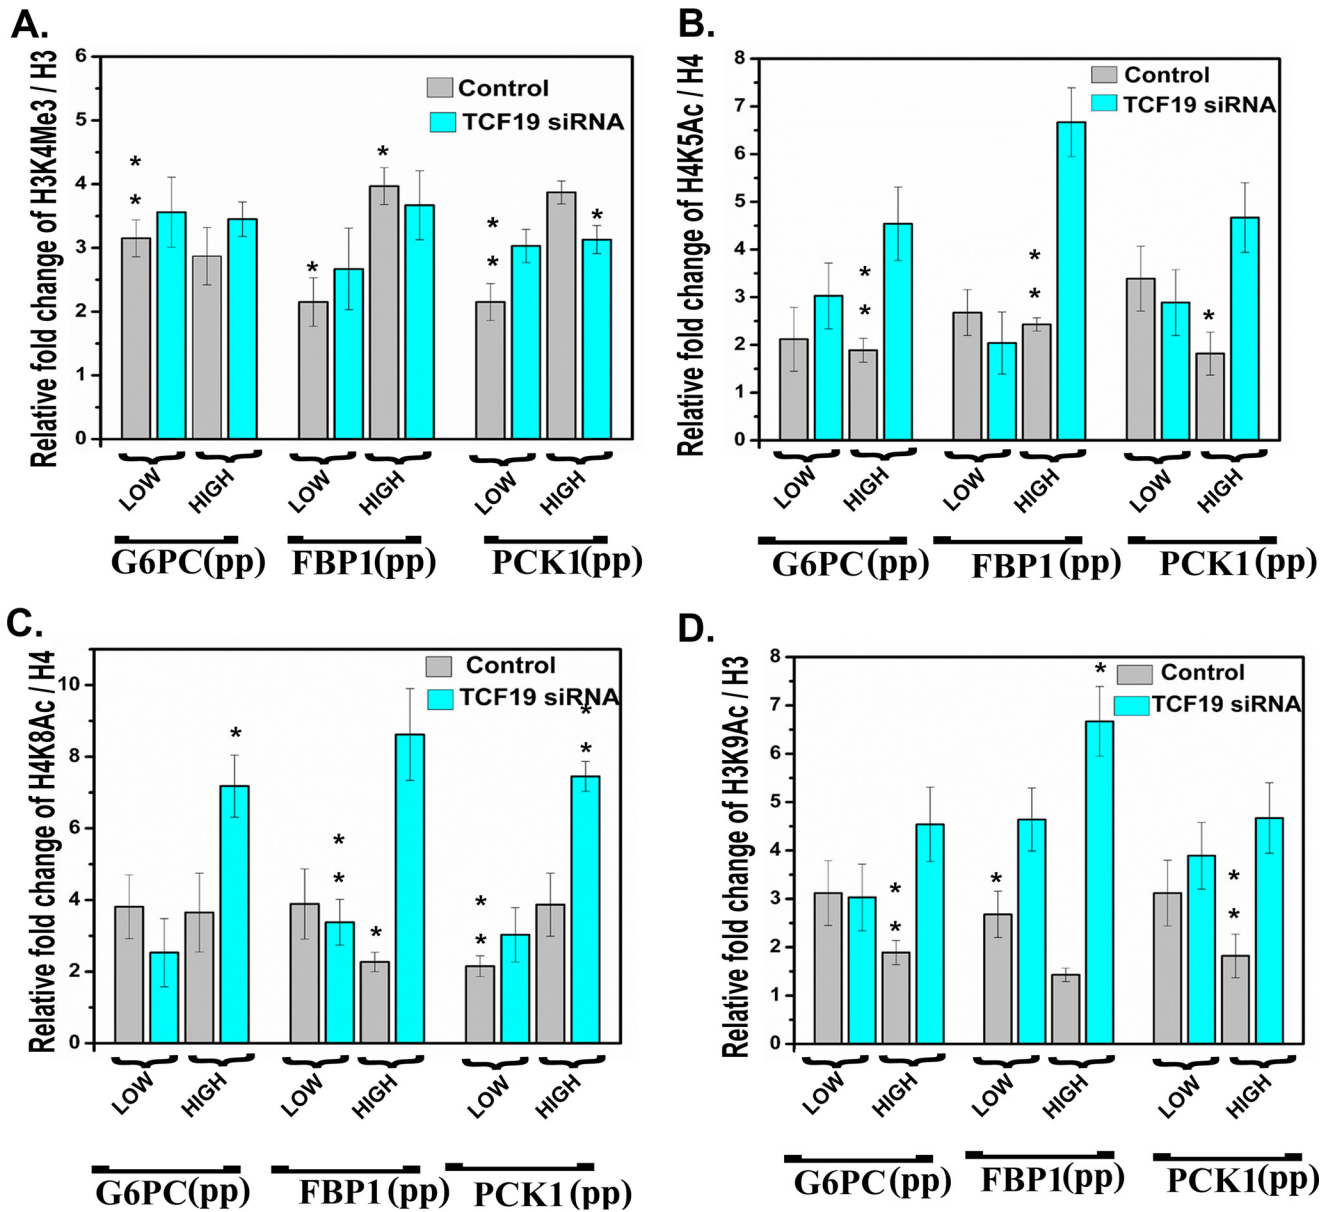 A.
Relative fold change of H3K4Me3 / H3
6
5
4
3
2
1
0
Control
TCF19 siRNA
* *
*
*
* *
*
LOW
HIGH
LOW
HIGH
LOW
HIGH
G6PC(pp)
FBP1(pp)
PCK1(pp)
B.
Relative fold change of H4K5Ac / H4
8
7
6
5
4
3
2
1
0
Control
TCF19 siRNA
* *
* *
*
LOW
HIGH
LOW
HIGH
LOW
HIGH
G6PC(pp)
FBP1(pp)
PCK1(pp)
C.
Relative fold change of H4K8Ac / H4
10
8
6
4
2
0
Control
TCF19 siRNA
*
* *
*
* *
* *
LOW
HIGH
LOW
HIGH
LOW
HIGH
G6PC(pp)
FBP1(pp)
PCK1(pp)
D.
Relative fold change of H3K9Ac / H3
8
7
6
5
4
3
2
1
0
Control
TCF19 siRNA
* *
*
*
* *
LOW
HIGH
LOW
HIGH
LOW
HIGH
G6PC(pp)
FBP1(pp)
PCK1(pp)